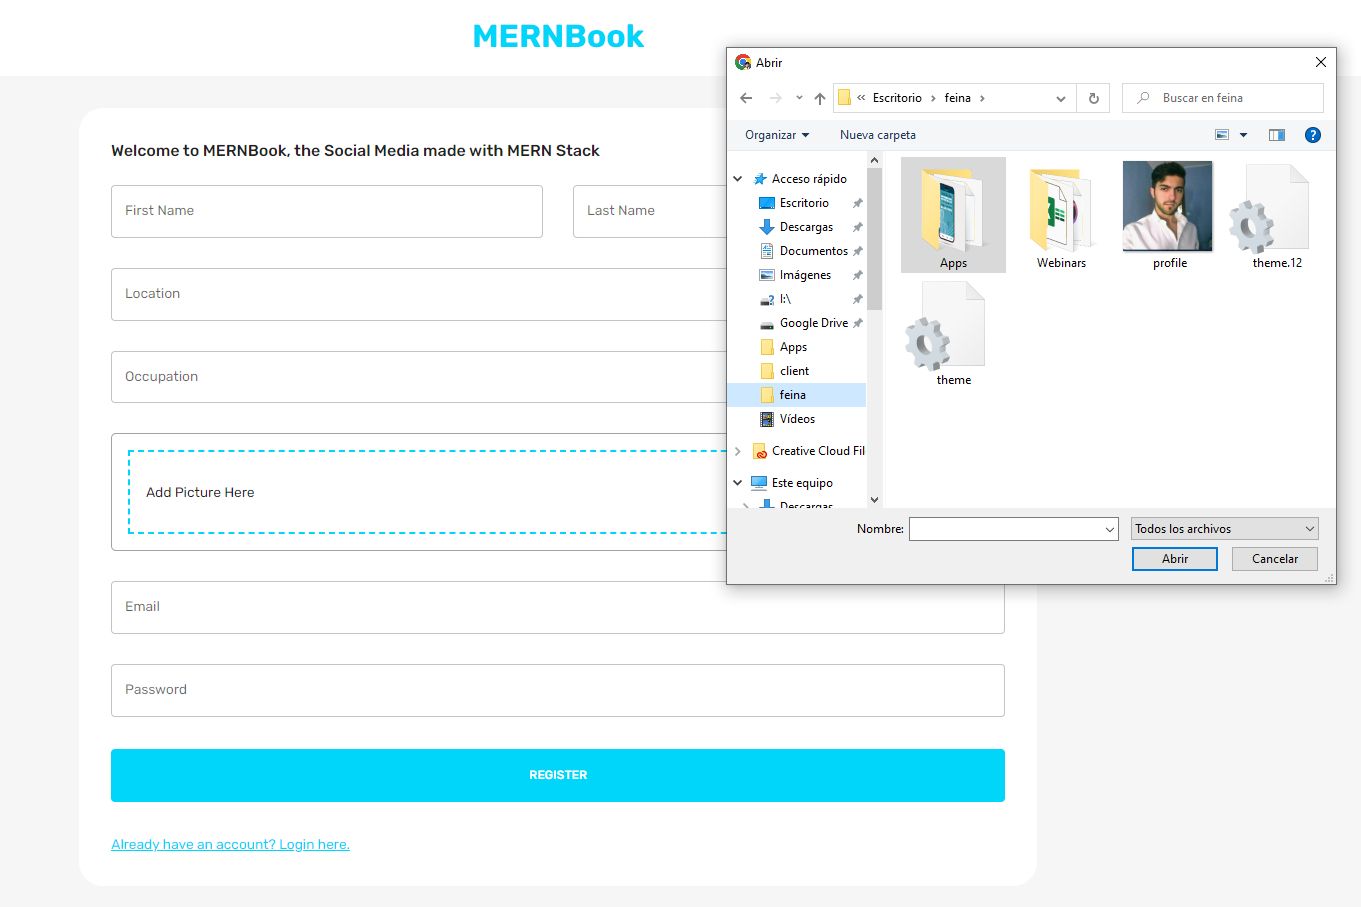 MERNBook
Welcome to MERNBook, the Social Media made with MERN Stack
First Name
Last Name
Location
Occupation
Add Picture Here
Email
Password
REGISTER
Already have an account? Login here.
Abrir
« Escritorio › feina ›
Buscar en feina
Organizar
Nueva carpeta
Acceso rápido
Escritorio
Descargas
Documentos
Imágenes
I:\
Google Drive
Apps
client
feina
Vídeos
Creative Cloud Fil
Este equipo
Descargas
Apps
Webinars
profile
theme.12
theme
Nombre:
Todos los archivos
Abrir
Cancelar